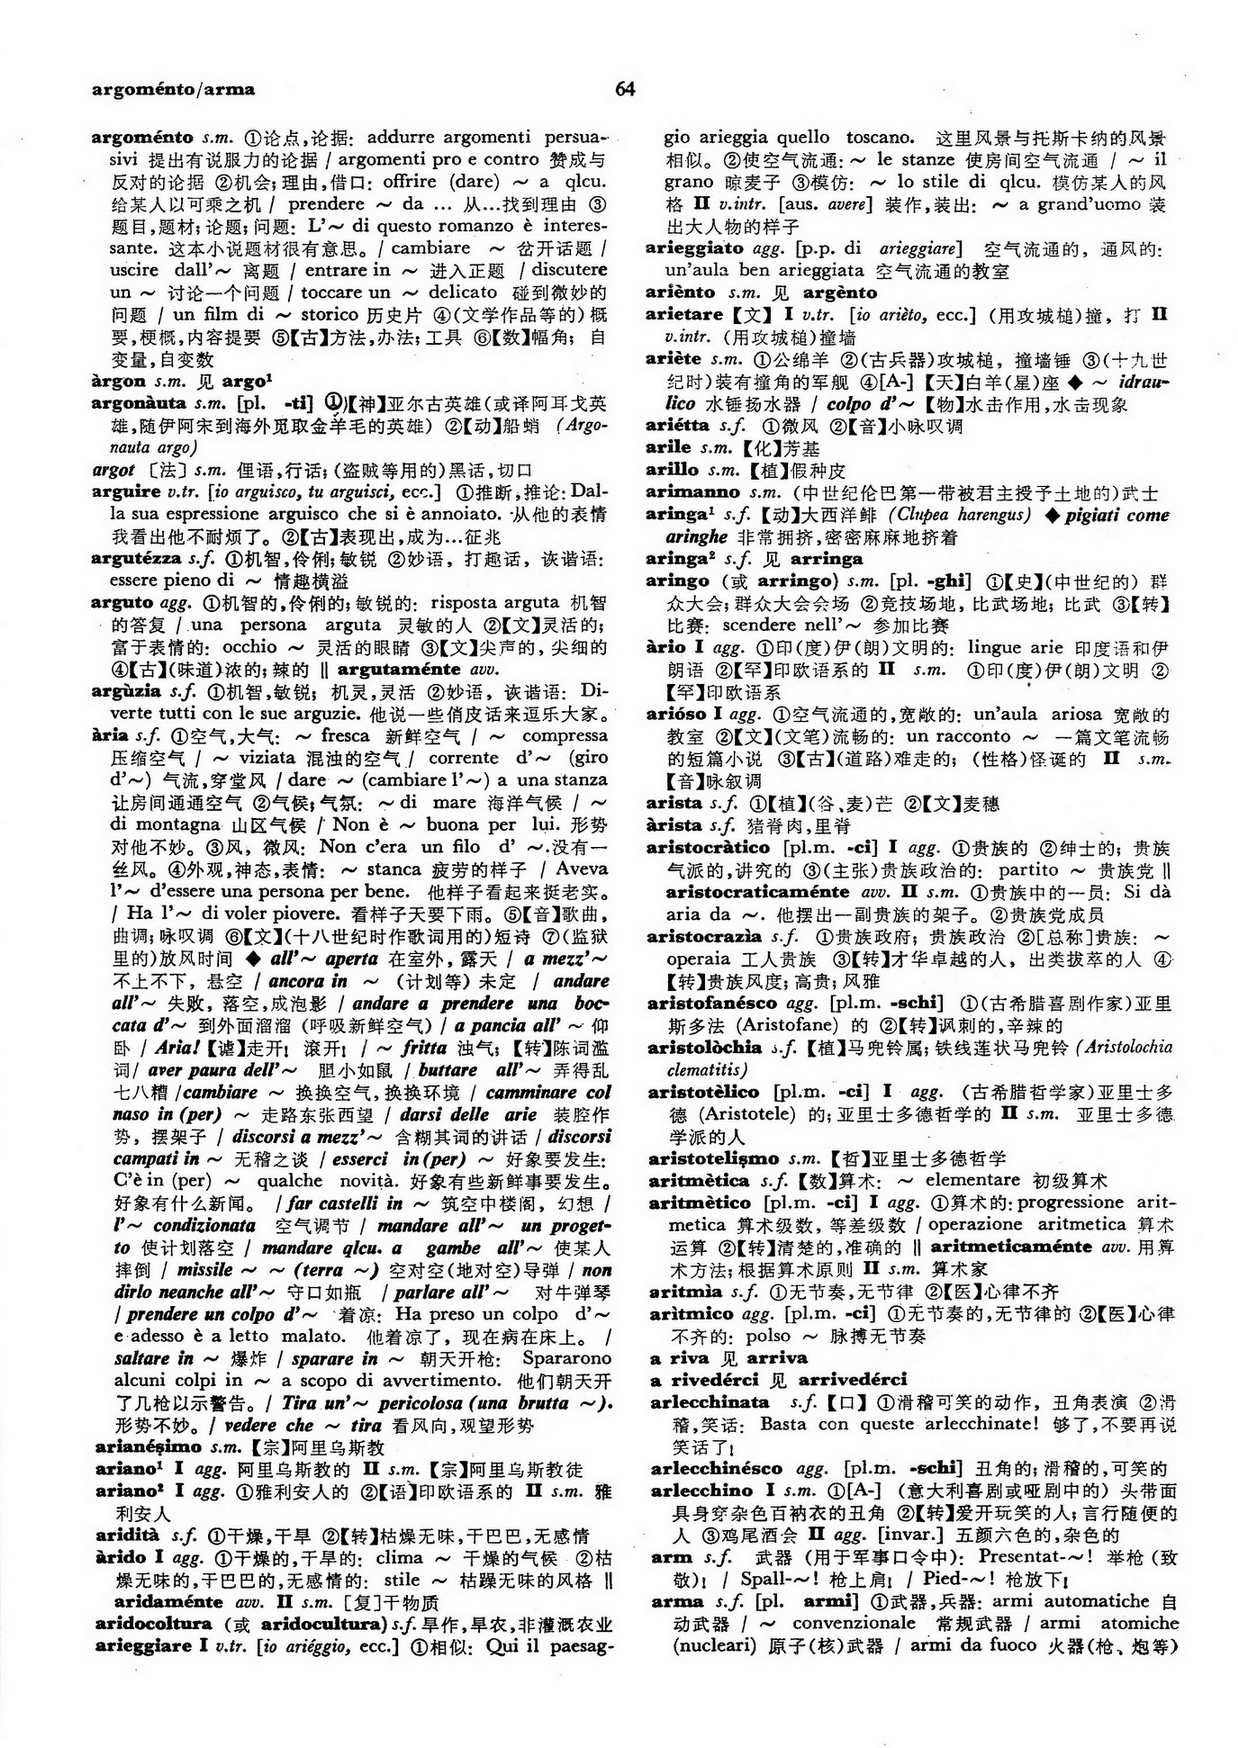 argoménto/arma
64
argoménto s.m. ①论点,论据: addurre argomenti persua-
sivi 提出有说服力的论据 / argomenti pro e contro 赞成与
反对的论据 ②机会;理由,借口: offrire (dare) ~ a qlcu.
给某人以可乘之机 / prendere ~ da ... 从...找到理由 ③
题目,题材;论题;问题: L'~ di questo romanzo è interes-
sante. 这本小说题材很有意思。/ cambiare ~ 岔开话题 /
uscire dall'~ 离题 / entrare in ~ 进入正题 / discutere
un ~ 讨论一个问题 / toccare un ~ delicato 碰到微妙的
问题 / un film di ~ storico 历史片 ④(文学作品等的)概
要,梗概,内容提要 ⑤【古】方法,办法;工具 ⑥【数】幅角; 自
变量,自变数
àrgon s.m. 见 argo¹
argonàuta s.m. [pl. -ti] ①【神】亚尔古英雄(或译阿耳戈英
雄,随伊阿宋到海外觅取金羊毛的英雄) ②【动】船蛸 (Argo-
nauta argo)
argot 〔法〕s.m. 俚语,行话;(盗贼等用的)黑话,切口
arguire v.tr. [io arguisco, tu arguisci, ecc.] ①推断,推论: Dal-
la sua espressione arguisco che si è annoiato. 从他的表情
我看出他不耐烦了。②【古】表现出,成为...征兆
argutézza s.f. ①机智,伶俐;敏锐 ②妙语, 打趣话, 诙谐语:
essere pieno di ~ 情趣横溢
arguto agg. ①机智的,伶俐的;敏锐的: risposta arguta 机智
的答复 / una persona arguta 灵敏的人 ②【文】灵活的;
富于表情的: occhio ~ 灵活的眼睛 ③【文】尖声的, 尖细的
④【古】(味道)浓的;辣的 ‖ argutaménte avv.
argùzia s.f. ①机智,敏锐; 机灵,灵活 ②妙语, 诙谐语: Di-
verte tutti con le sue arguzie. 他说一些俏皮话来逗乐大家。
ària s.f. ①空气,大气: ~ fresca 新鲜空气 / ~ compressa
压缩空气 / ~ viziata 混浊的空气 / corrente d'~ (giro
d'~) 气流,穿堂风 / dare ~ (cambiare l'~) a una stanza
让房间通通空气 ②气候;气氛: ~ di mare 海洋气候 / ~
di montagna 山区气候 / Non è ~ buona per lui. 形势
对他不妙。③风, 微风: Non c'era un filo d' ~. 没有一
丝风。④外观,神态,表情: ~ stanca 疲劳的样子 / Aveva
l'~ d'essere una persona per bene. 他样子看起来挺老实。
/ Ha l'~ di voler piovere. 看样子天要下雨。⑤【音】歌曲,
曲调;咏叹调 ⑥【文】(十八世纪时作歌词用的)短诗 ⑦(监狱
里的)放风时间 ◆ all'~ aperta 在室外, 露天 / a mezz'~
不上不下, 悬空 / ancora in ~ (计划等)未定 / andare
all'~ 失败, 落空,成泡影 / andare a prendere una boc-
cata d'~ 到外面溜溜 (呼吸新鲜空气) / a pancia all' ~ 仰
卧 / Aria! 【谑】走开! 滚开! / ~ fritta 浊气; 【转】陈词滥
词/ aver paura dell'~ 胆小如鼠 / buttare all'~ 弄得乱
七八糟 /cambiare ~ 换换空气,换换环境 / camminare col
naso in (per) ~ 走路东张西望 / darsi delle arie 装腔作
势, 摆架子 / discorsi a mezz'~ 含糊其词的讲话 / discorsi
campati in ~ 无稽之谈 / esserci in (per) ~ 好象要发生:
C'è in (per) ~ qualche novità. 好象有些新鲜事要发生。
好象有什么新闻。 /far castelli in ~ 筑空中楼阁, 幻想 /
l'~ condizionata 空气调节 / mandare all'~ un proget-
to 使计划落空 / mandare qlcu. a gambe all'~ 使某人
摔倒 / missile ~ ~ (terra ~) 空对空(地对空)导弹 / non
dirlo neanche all'~ 守口如瓶 / parlare all'~ 对牛弹琴
/ prendere un colpo d'~ 着凉: Ha preso un colpo d'~
e adesso è a letto malato. 他着凉了, 现在病在床上。 /
saltare in ~ 爆炸 / sparare in ~ 朝天开枪: Spararono
alcuni colpi in ~ a scopo di avvertimento. 他们朝天开
了几枪以示警告。/ Tira un'~ pericolosa (una brutta ~).
形势不妙。/ vedere che ~ tira 看风向,观望形势
arianéṣimo s.m. 【宗】阿里乌斯教
ariano¹ I agg. 阿里乌斯教的 II s.m. 【宗】阿里乌斯教徒
ariano² I agg. ①雅利安人的 ②【语】印欧语系的 II s.m. 雅
利安人
aridità s.f. ①干燥,干旱 ②【转】枯燥无味,干巴巴,无感情
àrido I agg. ①干燥的,干旱的: clima ~ 干燥的气候 ②枯
燥无味的,干巴巴的,无感情的: stile ~ 枯躁无味的风格 ‖
aridaménte avv. II s.m. [复]干物质
aridocoltura (或 aridocultura) s.f. 旱作,旱农,非灌溉农业
arieggiare I v.tr. [io ariéggio, ecc.] ①相似: Qui il paesag-
gio arieggia quello toscano. 这里风景与托斯卡纳的风景
相似。②使空气流通: ~ le stanze 使房间空气流通 / ~ il
grano 晾麦子 ③模仿: ~ lo stile di qlcu. 模仿某人的风
格 II v.intr. [aus. avere] 装作,装出: ~ a grand'uomo 装
出大人物的样子
arieggiato agg. [p.p. di arieggiare] 空气流通的, 通风的:
un'aula ben arieggiata 空气流通的教室
ariènto s.m. 见 argènto
arietare 【文】 I v.tr. [io arièto, ecc.] (用攻城槌)撞, 打 II
v.intr. (用攻城槌)撞墙
ariète s.m. ①公绵羊 ②(古兵器)攻城槌, 撞墙锤 ③(十九世
纪时)装有撞角的军舰 ④[A-] 【天】白羊(星)座 ◆ ~ idrau-
lico 水锤扬水器 / colpo d'~ 【物】水击作用,水击现象
ariétta s.f. ①微风 ②【音】小咏叹调
arile s.m. 【化】芳基
arillo s.m. 【植】假种皮
arimanno s.m. (中世纪伦巴第一带被君主授予土地的)武士
aringa¹ s.f. 【动】大西洋鲱 (Clupea harengus) ◆ pigiati come
aringhe 非常拥挤,密密麻麻地挤着
aringa² s.f. 见 arringa
aringo (或 arringo) s.m. [pl. -ghi] ①【史】(中世纪的) 群
众大会;群众大会会场 ②竞技场地, 比武场地; 比武 ③【转】
比赛: scendere nell'~ 参加比赛
àrio I agg. ①印(度)伊(朗)文明的: lingue arie 印度语和伊
朗语 ②【罕】印欧语系的 II s.m. ①印(度)伊(朗)文明 ②
【罕】印欧语系
arióso I agg. ①空气流通的,宽敞的: un'aula ariosa 宽敞的
教室 ②【文】(文笔)流畅的: un racconto ~ 一篇文笔流畅
的短篇小说 ③【古】(道路)难走的; (性格)怪诞的 II s.m.
【音】咏叙调
arista s.f. ①【植】(谷、麦)芒 ②【文】麦穗
àrista s.f. 猪脊肉,里脊
aristocràtico [pl.m. -ci] I agg. ①贵族的 ②绅士的; 贵族
气派的,讲究的 ③(主张)贵族政治的: partito ~ 贵族党 ‖
aristocraticaménte avv. II s.m. ①贵族中的一员: Si dà
aria da ~. 他摆出一副贵族的架子。②贵族党成员
aristocrazìa s.f. ①贵族政府; 贵族政治 ②[总称]贵族: ~
operaia 工人贵族 ③【转】才华卓越的人, 出类拔萃的人 ④
【转】贵族风度;高贵;风雅
aristofanésco agg. [pl.m. -schi] ①(古希腊喜剧作家)亚里
斯多法 (Aristofane) 的 ②【转】讽刺的,辛辣的
aristolòchia s.f. 【植】马兜铃属;铁线莲状马兜铃 (Aristolochia
clematitis)
aristotèlico [pl.m. -ci] I agg. (古希腊哲学家)亚里士多
德 (Aristotele) 的;亚里士多德哲学的 II s.m. 亚里士多德
学派的人
aristoteliṣmo s.m. 【哲】亚里士多德哲学
aritmètica s.f. 【数】算术: ~ elementare 初级算术
aritmètico [pl.m. -ci] I agg. ①算术的: progressione arit-
metica 算术级数, 等差级数 / operazione aritmetica 算术
运算 ②【转】清楚的,准确的 ‖ aritmeticaménte avv. 用算
术方法;根据算术原则 II s.m. 算术家
aritmìa s.f. ①无节奏,无节律 ②【医】心律不齐
arìtmico agg. [pl.m. -ci] ①无节奏的,无节律的 ②【医】心律
不齐的: polso ~ 脉搏无节奏
a riva 见 arriva
a rivedérci 见 arrivedérci
arlecchinata s.f. 【口】①滑稽可笑的动作, 丑角表演 ②滑
稽,笑话: Basta con queste arlecchinate! 够了,不要再说
笑话了!
arlecchinésco agg. [pl.m. -schi] 丑角的;滑稽的,可笑的
arlecchino I s.m. ①[A-] (意大利喜剧或哑剧中的) 头带面
具身穿杂色百衲衣的丑角 ②【转】爱开玩笑的人;言行随便的
人 ③鸡尾酒会 II agg. [invar.] 五颜六色的,杂色的
arm s.f. 武器 (用于军事口令中): Presentat-~! 举枪 (致
敬)! / Spall-~! 枪上肩! / Pied-~! 枪放下!
arma s.f. [pl. armi] ①武器,兵器: armi automatiche 自
动武器 / ~ convenzionale 常规武器 / armi atomiche
(nucleari) 原子(核)武器 / armi da fuoco 火器(枪、炮等)